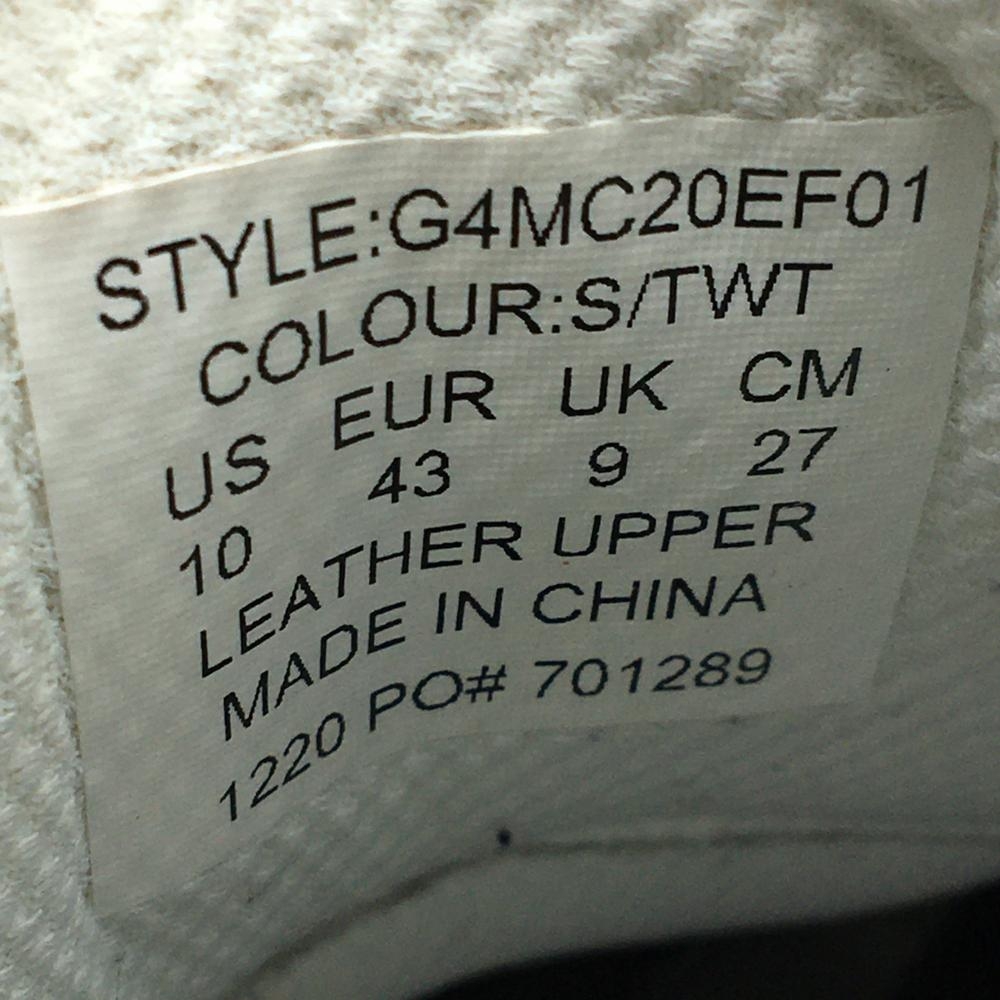 STYLE:G4MC20EF01
COLOUR:S/TWT
US EUR UK CM
10 43 9 27
LEATHER UPPER
MADE IN CHINA
1220 PO# 701289